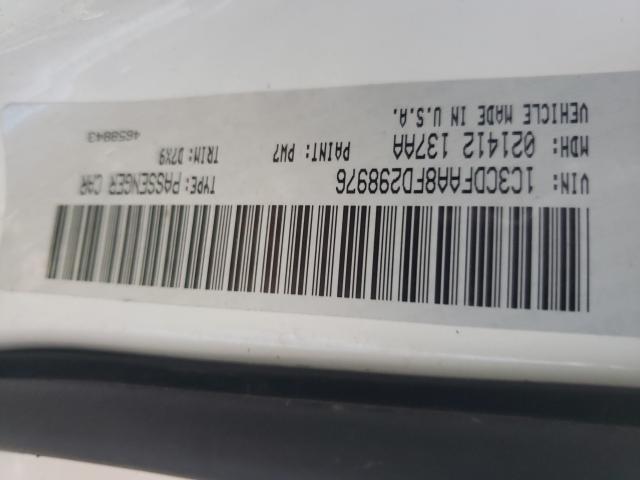 VIN: 1C3CDFAA8FD298976 TYPE: PASSENGER CAR
MDH: 021412 137AA PAINT: PW7 TRIM: D7X9
VEHICLE MADE IN U.S.A. 4658843